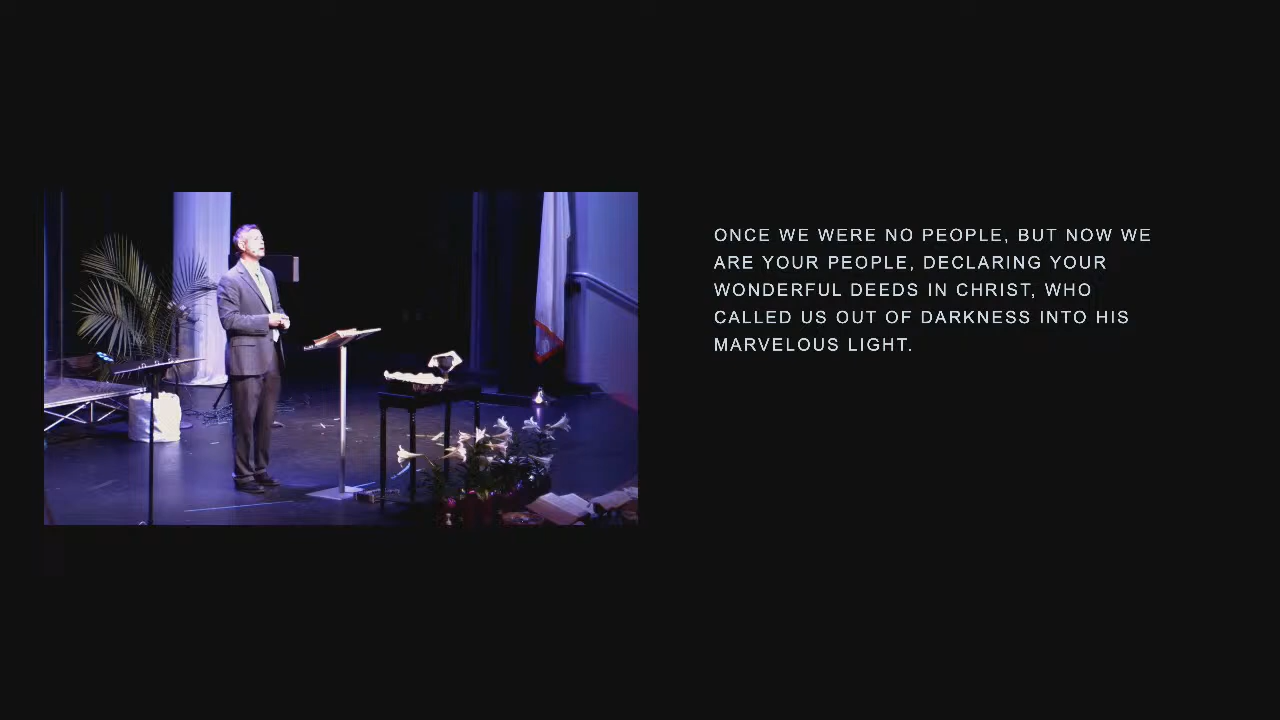 ONCE WE WERE NO PEOPLE, BUT NOW WE
ARE YOUR PEOPLE, DECLARING YOUR
WONDERFUL DEEDS IN CHRIST, WHO
CALLED US OUT OF DARKNESS INTO HIS
MARVELOUS LIGHT.